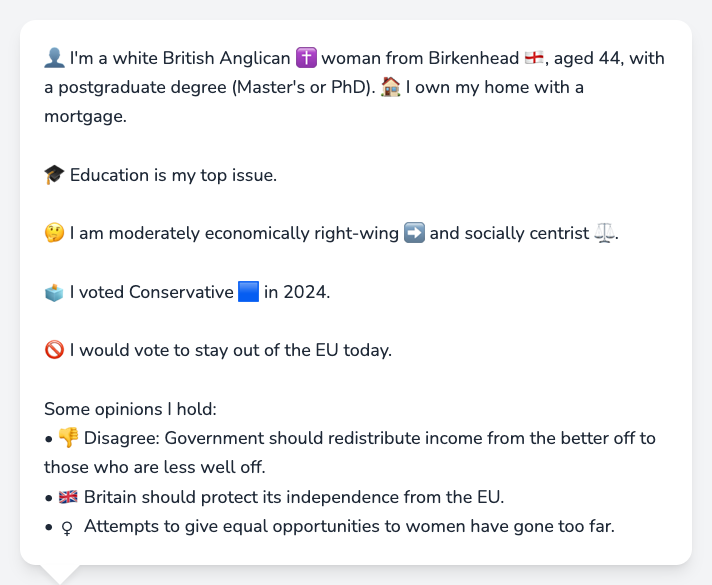 👤 I'm a white British Anglican ✝️ woman from Birkenhead 🏴󠁧󠁢󠁥󠁮󠁧󠁿, aged 44, with
a postgraduate degree (Master's or PhD). 🏠 I own my home with a
mortgage.
🎓 Education is my top issue.
🤔 I am moderately economically right-wing ➡️ and socially centrist ⚖️.
🗳️ I voted Conservative 🟦 in 2024.
🚫 I would vote to stay out of the EU today.
Some opinions I hold:
• 👎 Disagree: Government should redistribute income from the better off to
those who are less well off.
• 🇬🇧 Britain should protect its independence from the EU.
• ♀ Attempts to give equal opportunities to women have gone too far.